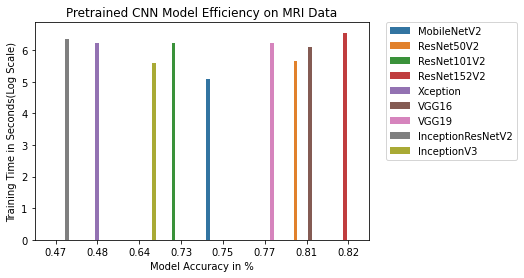 Pretrained CNN Model Efficiency on MRI Data
Training Time in Seconds(Log Scale)
6
5
4
3
2
1
0
0.47 0.48 0.64 0.73 0.75 0.77 0.81 0.82
Model Accuracy in %
MobileNetV2
ResNet50V2
ResNet101V2
ResNet152V2
Xception
VGG16
VGG19
InceptionResNetV2
InceptionV3